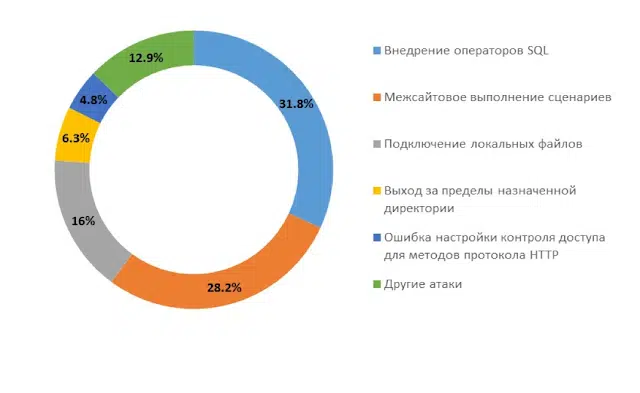 12.9%
4.8%
31.8%
6.3%
16%
28.2%
Внедрение операторов SQL
Межсайтовое выполнение сценариев
Подключение локальных файлов
Выход за пределы назначенной
директории
Ошибка настройки контроля доступа
для методов протокола HTTP
Другие атаки